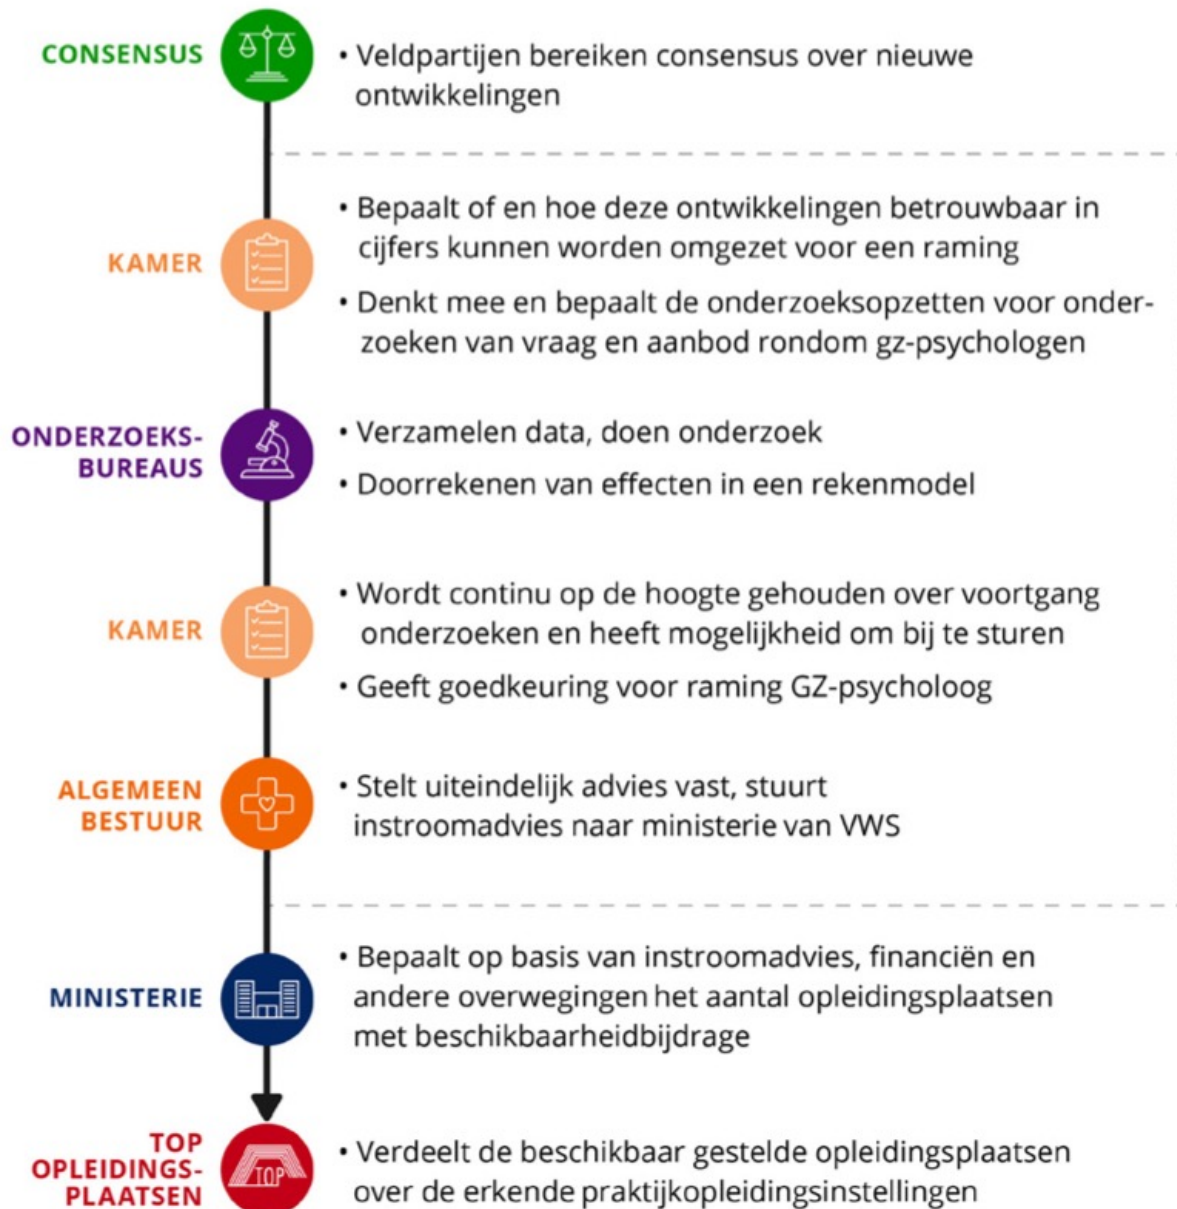 CONSENSUS
• Veldpartijen bereiken consensus over nieuwe
ontwikkelingen
KAMER
• Bepaalt of en hoe deze ontwikkelingen betrouwbaar in
cijfers kunnen worden omgezet voor een raming
• Denkt mee en bepaalt de onderzoeksopzetten voor onder-
zoeken van vraag en aanbod rondom gz-psychologen
ONDERZOEKS-
BUREAUS
• Verzamelen data, doen onderzoek
• Doorrekenen van effecten in een rekenmodel
KAMER
• Wordt continu op de hoogte gehouden over voortgang
onderzoeken en heeft mogelijkheid om bij te sturen
• Geeft goedkeuring voor raming GZ-psycholoog
ALGEMEEN
BESTUUR
• Stelt uiteindelijk advies vast, stuurt
instroomadvies naar ministerie van VWS
MINISTERIE
• Bepaalt op basis van instroomadvies, financiën en
andere overwegingen het aantal opleidingsplaatsen
met beschikbaarheidbijdrage
TOP
OPLEIDINGS-
PLAATSEN
TOP
• Verdeelt de beschikbaar gestelde opleidingsplaatsen
over de erkende praktijkopleidingsinstellingen